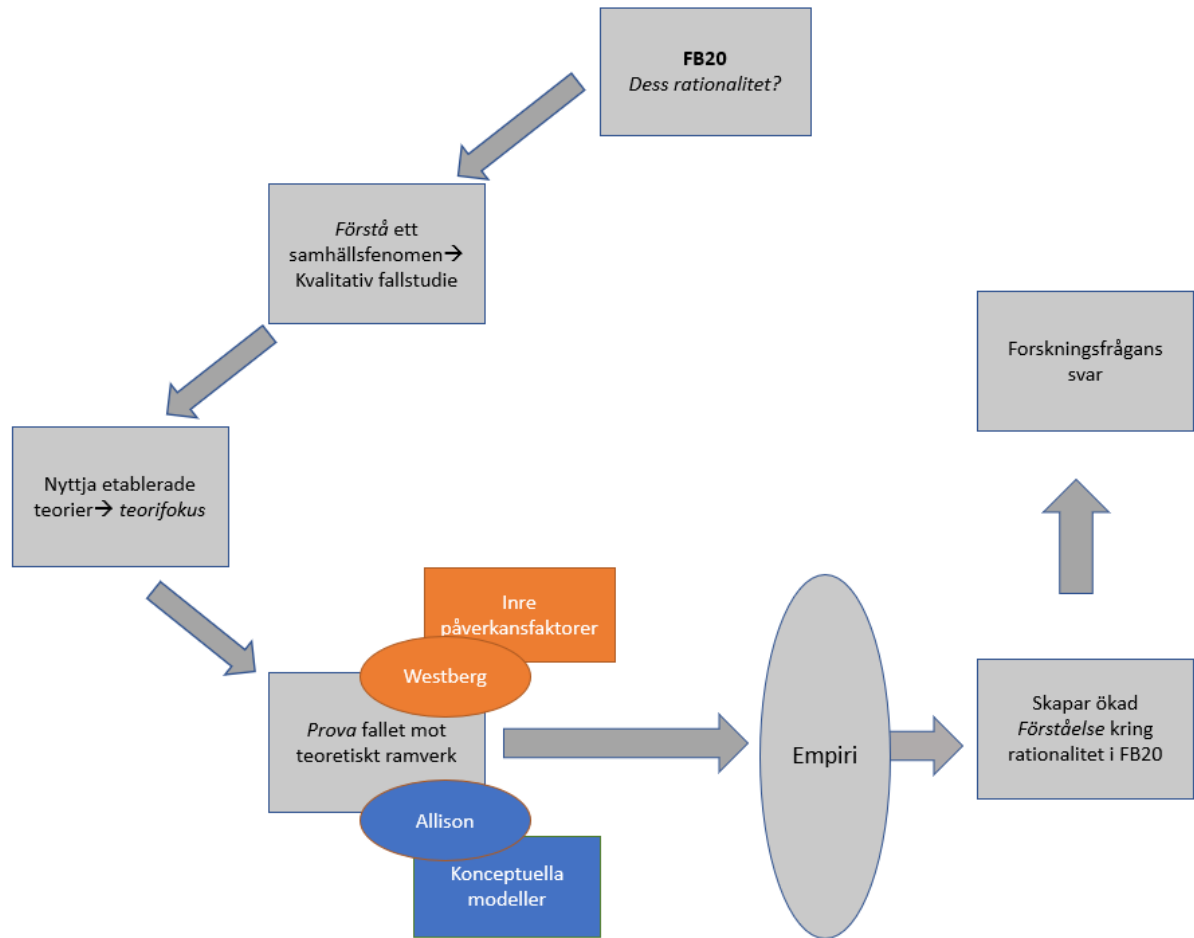 FB20
Dess rationalitet?
Förstå ett
samhällsfenomen→
Kvalitativ fallstudie
Nyttja etablerade
teorier→ teorifokus
Inre
påverkansfaktorer
Westberg
Prova fallet mot
teoretiskt ramverk
Allison
Konceptuella
modeller
Empiri
Skapar ökad
Förståelse kring
rationalitet i FB20
Forskningsfrågans
svar